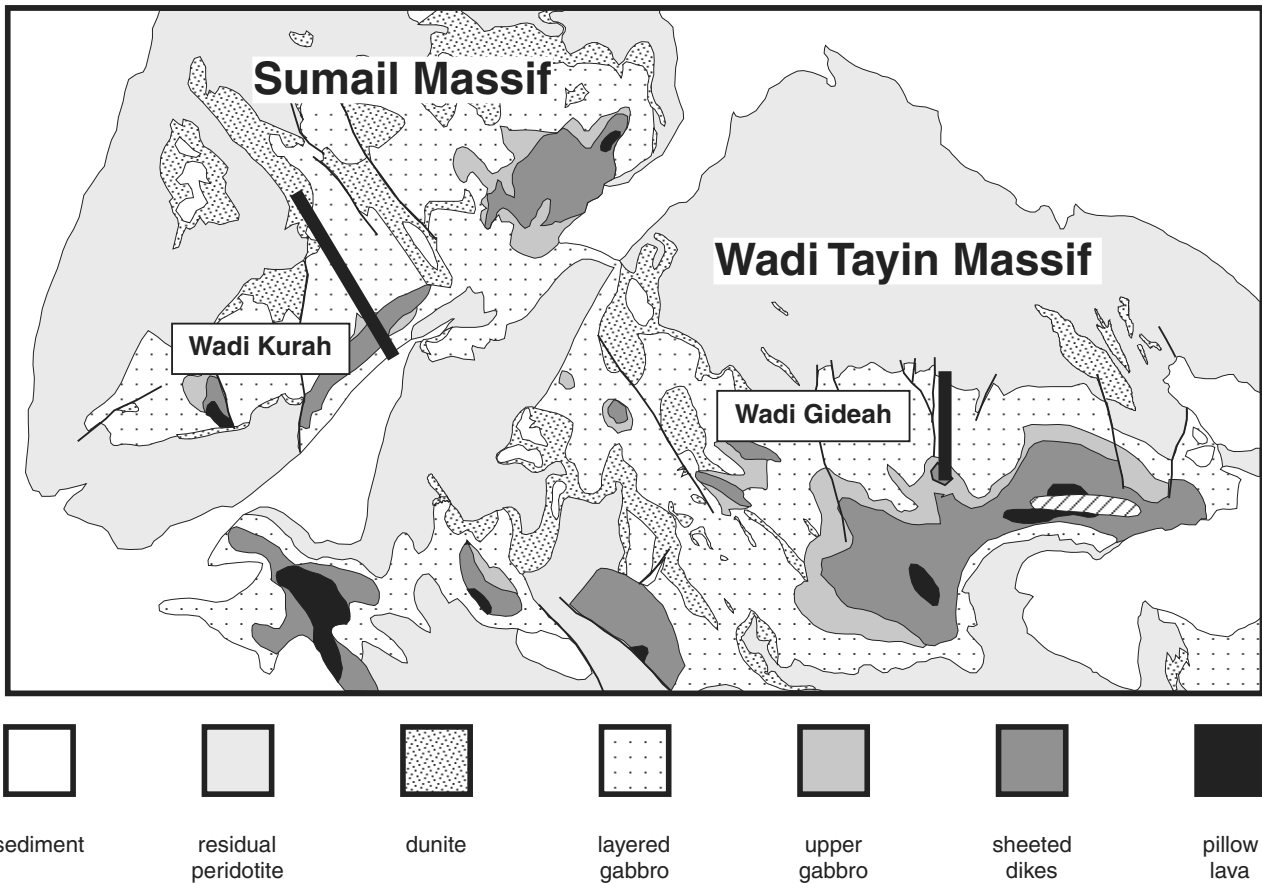 Sumail Massif
Wadi Tayin Massif
Wadi Kurah
Wadi Gideah
sediment
residual
peridotite
dunite
layered
gabbro
upper
gabbro
sheeted
dikes
pillow
lava